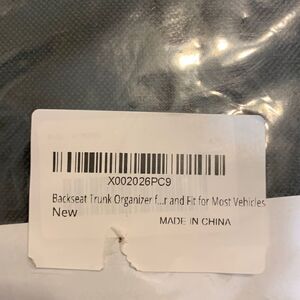 X002026PC9
Backseat Trunk Organizer f...r and Fit for Most Vehicles
New
MADE IN CHINA